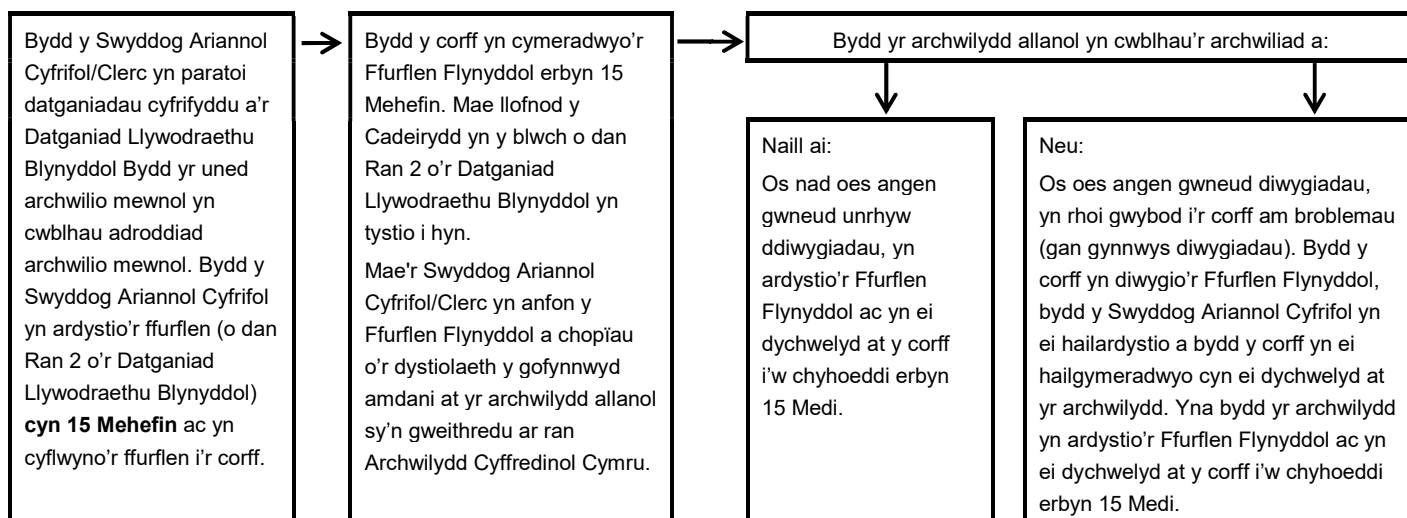 Bydd y Swyddog Ariannol
Cyfrifol/Clerc yn paratoi
datganiadau cyfrifyddu a’r
Datganiad Llywodraethu
Blynyddol Bydd yr uned
archwilio mewnol yn
cwblhau adroddiad
archwilio mewnol. Bydd y
Swyddog Ariannol Cyfrifol
yn ardystio’r ffurflen (o dan
Ran 2 o’r Datganiad
Llywodraethu Blynyddol)
cyn 15 Mehefin ac yn
cyflwyno’r ffurflen i’r corff.
Bydd y corff yn cymeradwyo’r
Ffurflen Flynyddol erbyn 15
Mehefin. Mae llofnod y
Cadeirydd yn y blwch o dan
Ran 2 o’r Datganiad
Llywodraethu Blynyddol yn
tystio i hyn.
Mae'r Swyddog Ariannol
Cyfrifol/Clerc yn anfon y
Ffurflen Flynyddol a chopïau
o’r dystiolaeth y gofynnwyd
amdani at yr archwilydd allanol
sy’n gweithredu ar ran
Archwilydd Cyffredinol Cymru.
Bydd yr archwilydd allanol yn cwblhau’r archwiliad a:
Naill ai:
Os nad oes angen
gwneud unrhyw
ddiwygiadau, yn
ardystio’r Ffurflen
Flynyddol ac yn ei
dychwelyd at y corff
i’w chyhoeddi erbyn
15 Medi.
Neu:
Os oes angen gwneud diwygiadau,
yn rhoi gwybod i’r corff am broblemau
(gan gynnwys diwygiadau). Bydd y
corff yn diwygio’r Ffurflen Flynyddol,
bydd y Swyddog Ariannol Cyfrifol yn
ei hailardystio a bydd y corff yn ei
hailgymeradwyo cyn ei dychwelyd at
yr archwilydd. Yna bydd yr archwilydd
yn ardystio’r Ffurflen Flynyddol ac yn
ei dychwelyd at y corff i’w chyhoeddi
erbyn 15 Medi.